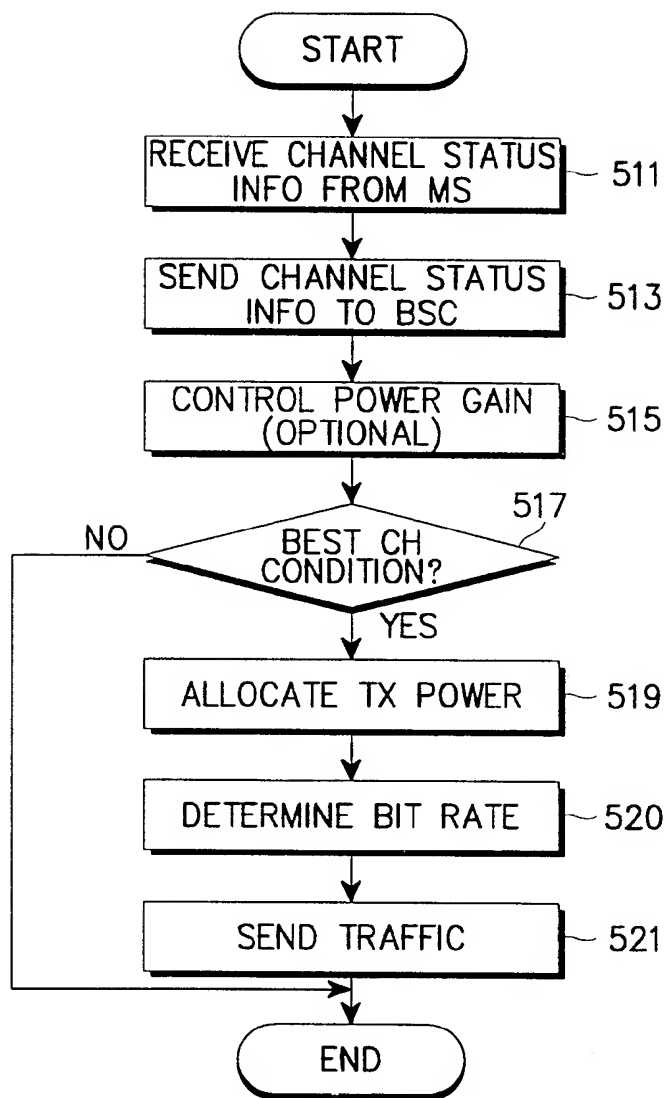 START
RECEIVE CHANNEL STATUS
INFO FROM MS
511
SEND CHANNEL STATUS
INFO TO BSC
513
CONTROL POWER GAIN
(OPTIONAL)
515
517
NO
BEST CH
CONDITION?
YES
ALLOCATE TX POWER
519
DETERMINE BIT RATE
520
SEND TRAFFIC
521
END